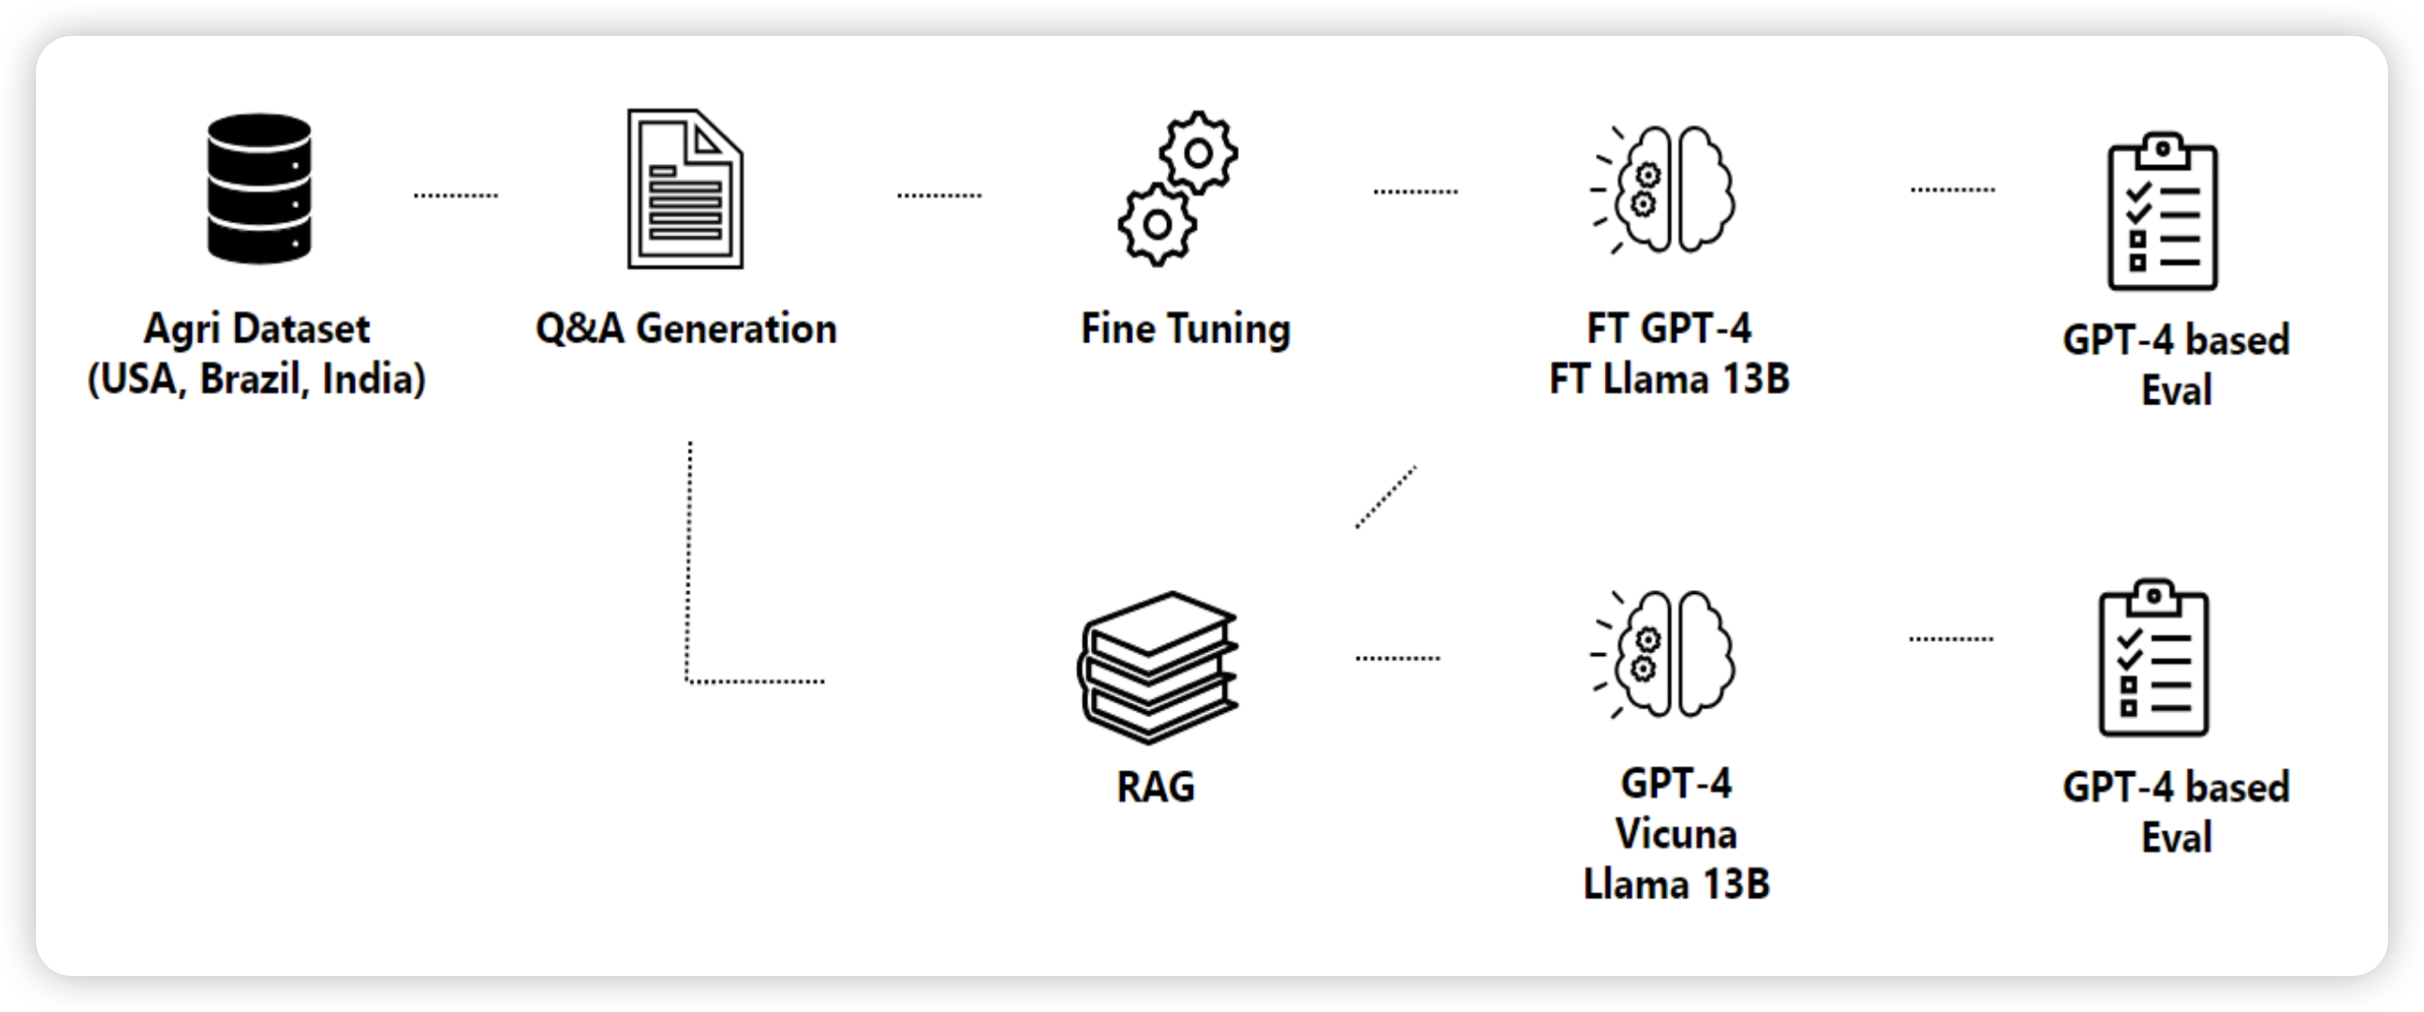 Agri Dataset
(USA, Brazil, India)
Q&A Generation
Fine Tuning
FT GPT-4
FT Llama 13B
GPT-4 based
Eval
RAG
GPT-4
Vicuna
Llama 13B
GPT-4 based
Eval